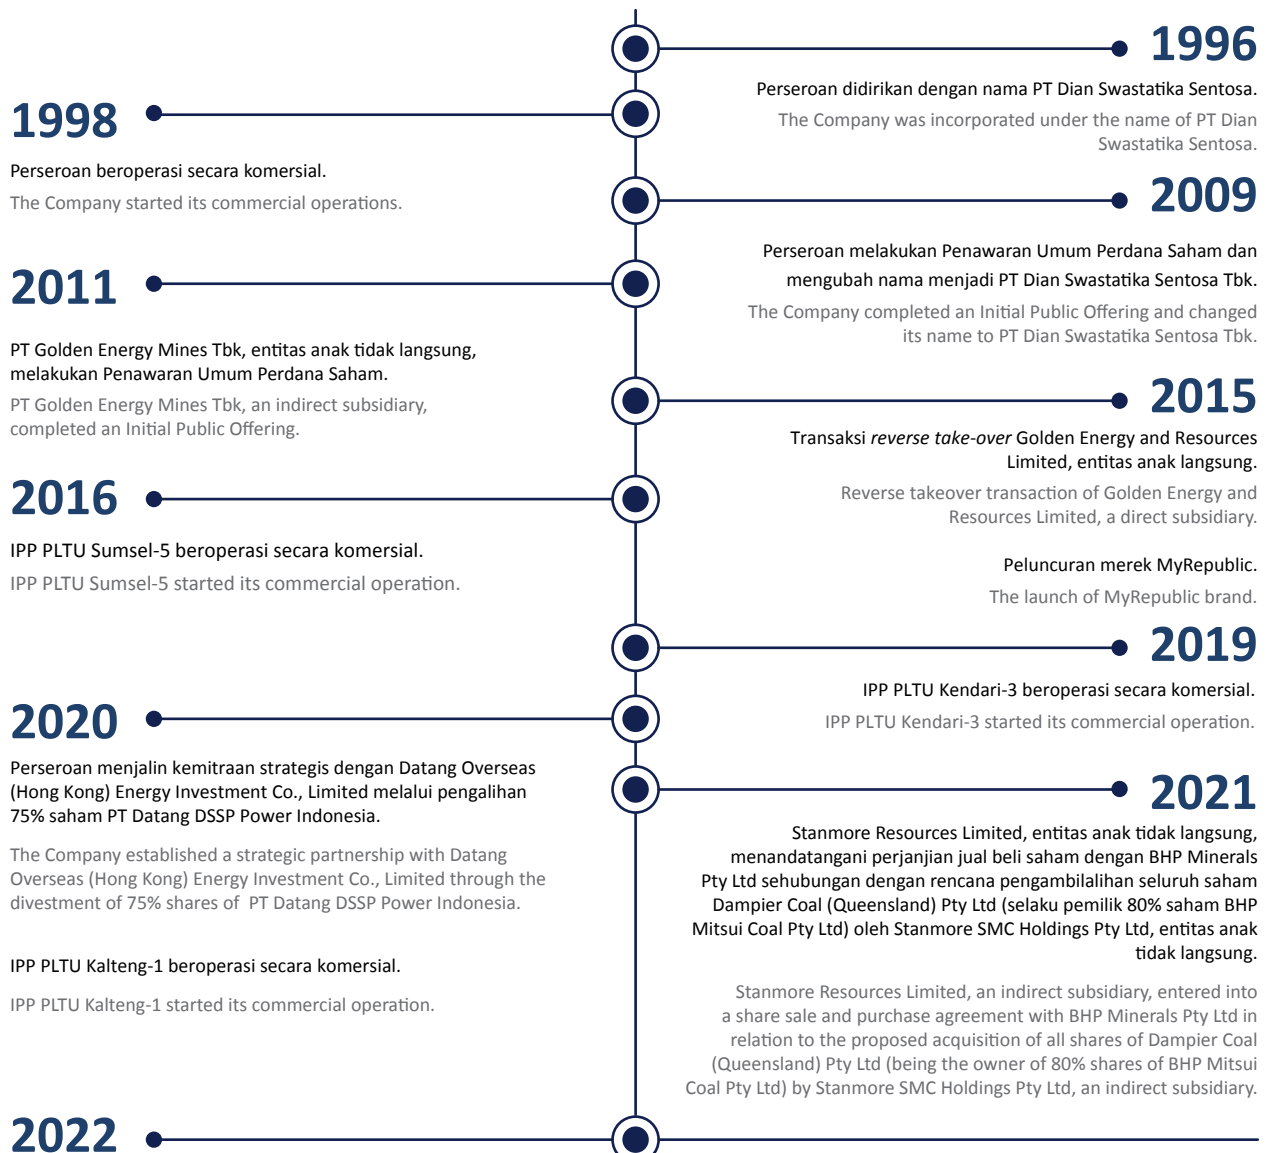 1996
Perseroan didirikan dengan nama PT Dian Swastatika Sentosa.
The Company was incorporated under the name of PT Dian
Swastatika Sentosa.
1998
Perseroan beroperasi secara komersial.
The Company started its commercial operations.
2009
Perseroan melakukan Penawaran Umum Perdana Saham dan
mengubah nama menjadi PT Dian Swastatika Sentosa Tbk.
The Company completed an Initial Public Offering and changed
its name to PT Dian Swastatika Sentosa Tbk.
2011
PT Golden Energy Mines Tbk, entitas anak tidak langsung,
melakukan Penawaran Umum Perdana Saham.
PT Golden Energy Mines Tbk, an indirect subsidiary,
completed an Initial Public Offering.
2015
Transaksi reverse take-over Golden Energy and Resources
Limited, entitas anak langsung.
Reverse takeover transaction of Golden Energy and
Resources Limited, a direct subsidiary.
Peluncuran merek MyRepublic.
The launch of MyRepublic brand.
2016
IPP PLTU Sumsel-5 beroperasi secara komersial.
IPP PLTU Sumsel-5 started its commercial operation.
2019
IPP PLTU Kendari-3 beroperasi secara komersial.
IPP PLTU Kendari-3 started its commercial operation.
2020
Perseroan menjalin kemitraan strategis dengan Datang Overseas
(Hong Kong) Energy Investment Co., Limited melalui pengalihan
75% saham PT Datang DSSP Power Indonesia.
The Company established a strategic partnership with Datang
Overseas (Hong Kong) Energy Investment Co., Limited through the
divestment of 75% shares of PT Datang DSSP Power Indonesia.
IPP PLTU Kalteng-1 beroperasi secara komersial.
IPP PLTU Kalteng-1 started its commercial operation.
2021
Stanmore Resources Limited, entitas anak tidak langsung,
menandatangani perjanjian jual beli saham dengan BHP Minerals
Pty Ltd sehubungan dengan rencana pengambilalihan seluruh saham
Dampier Coal (Queensland) Pty Ltd (selaku pemilik 80% saham BHP
Mitsui Coal Pty Ltd) oleh Stanmore SMC Holdings Pty Ltd, entitas anak
tidak langsung.
Stanmore Resources Limited, an indirect subsidiary, entered into
a share sale and purchase agreement with BHP Minerals Pty Ltd in
relation to the proposed acquisition of all shares of Dampier Coal
(Queensland) Pty Ltd (being the owner of 80% shares of BHP Mitsui
Coal Pty Ltd) by Stanmore SMC Holdings Pty Ltd, an indirect subsidiary.
2022